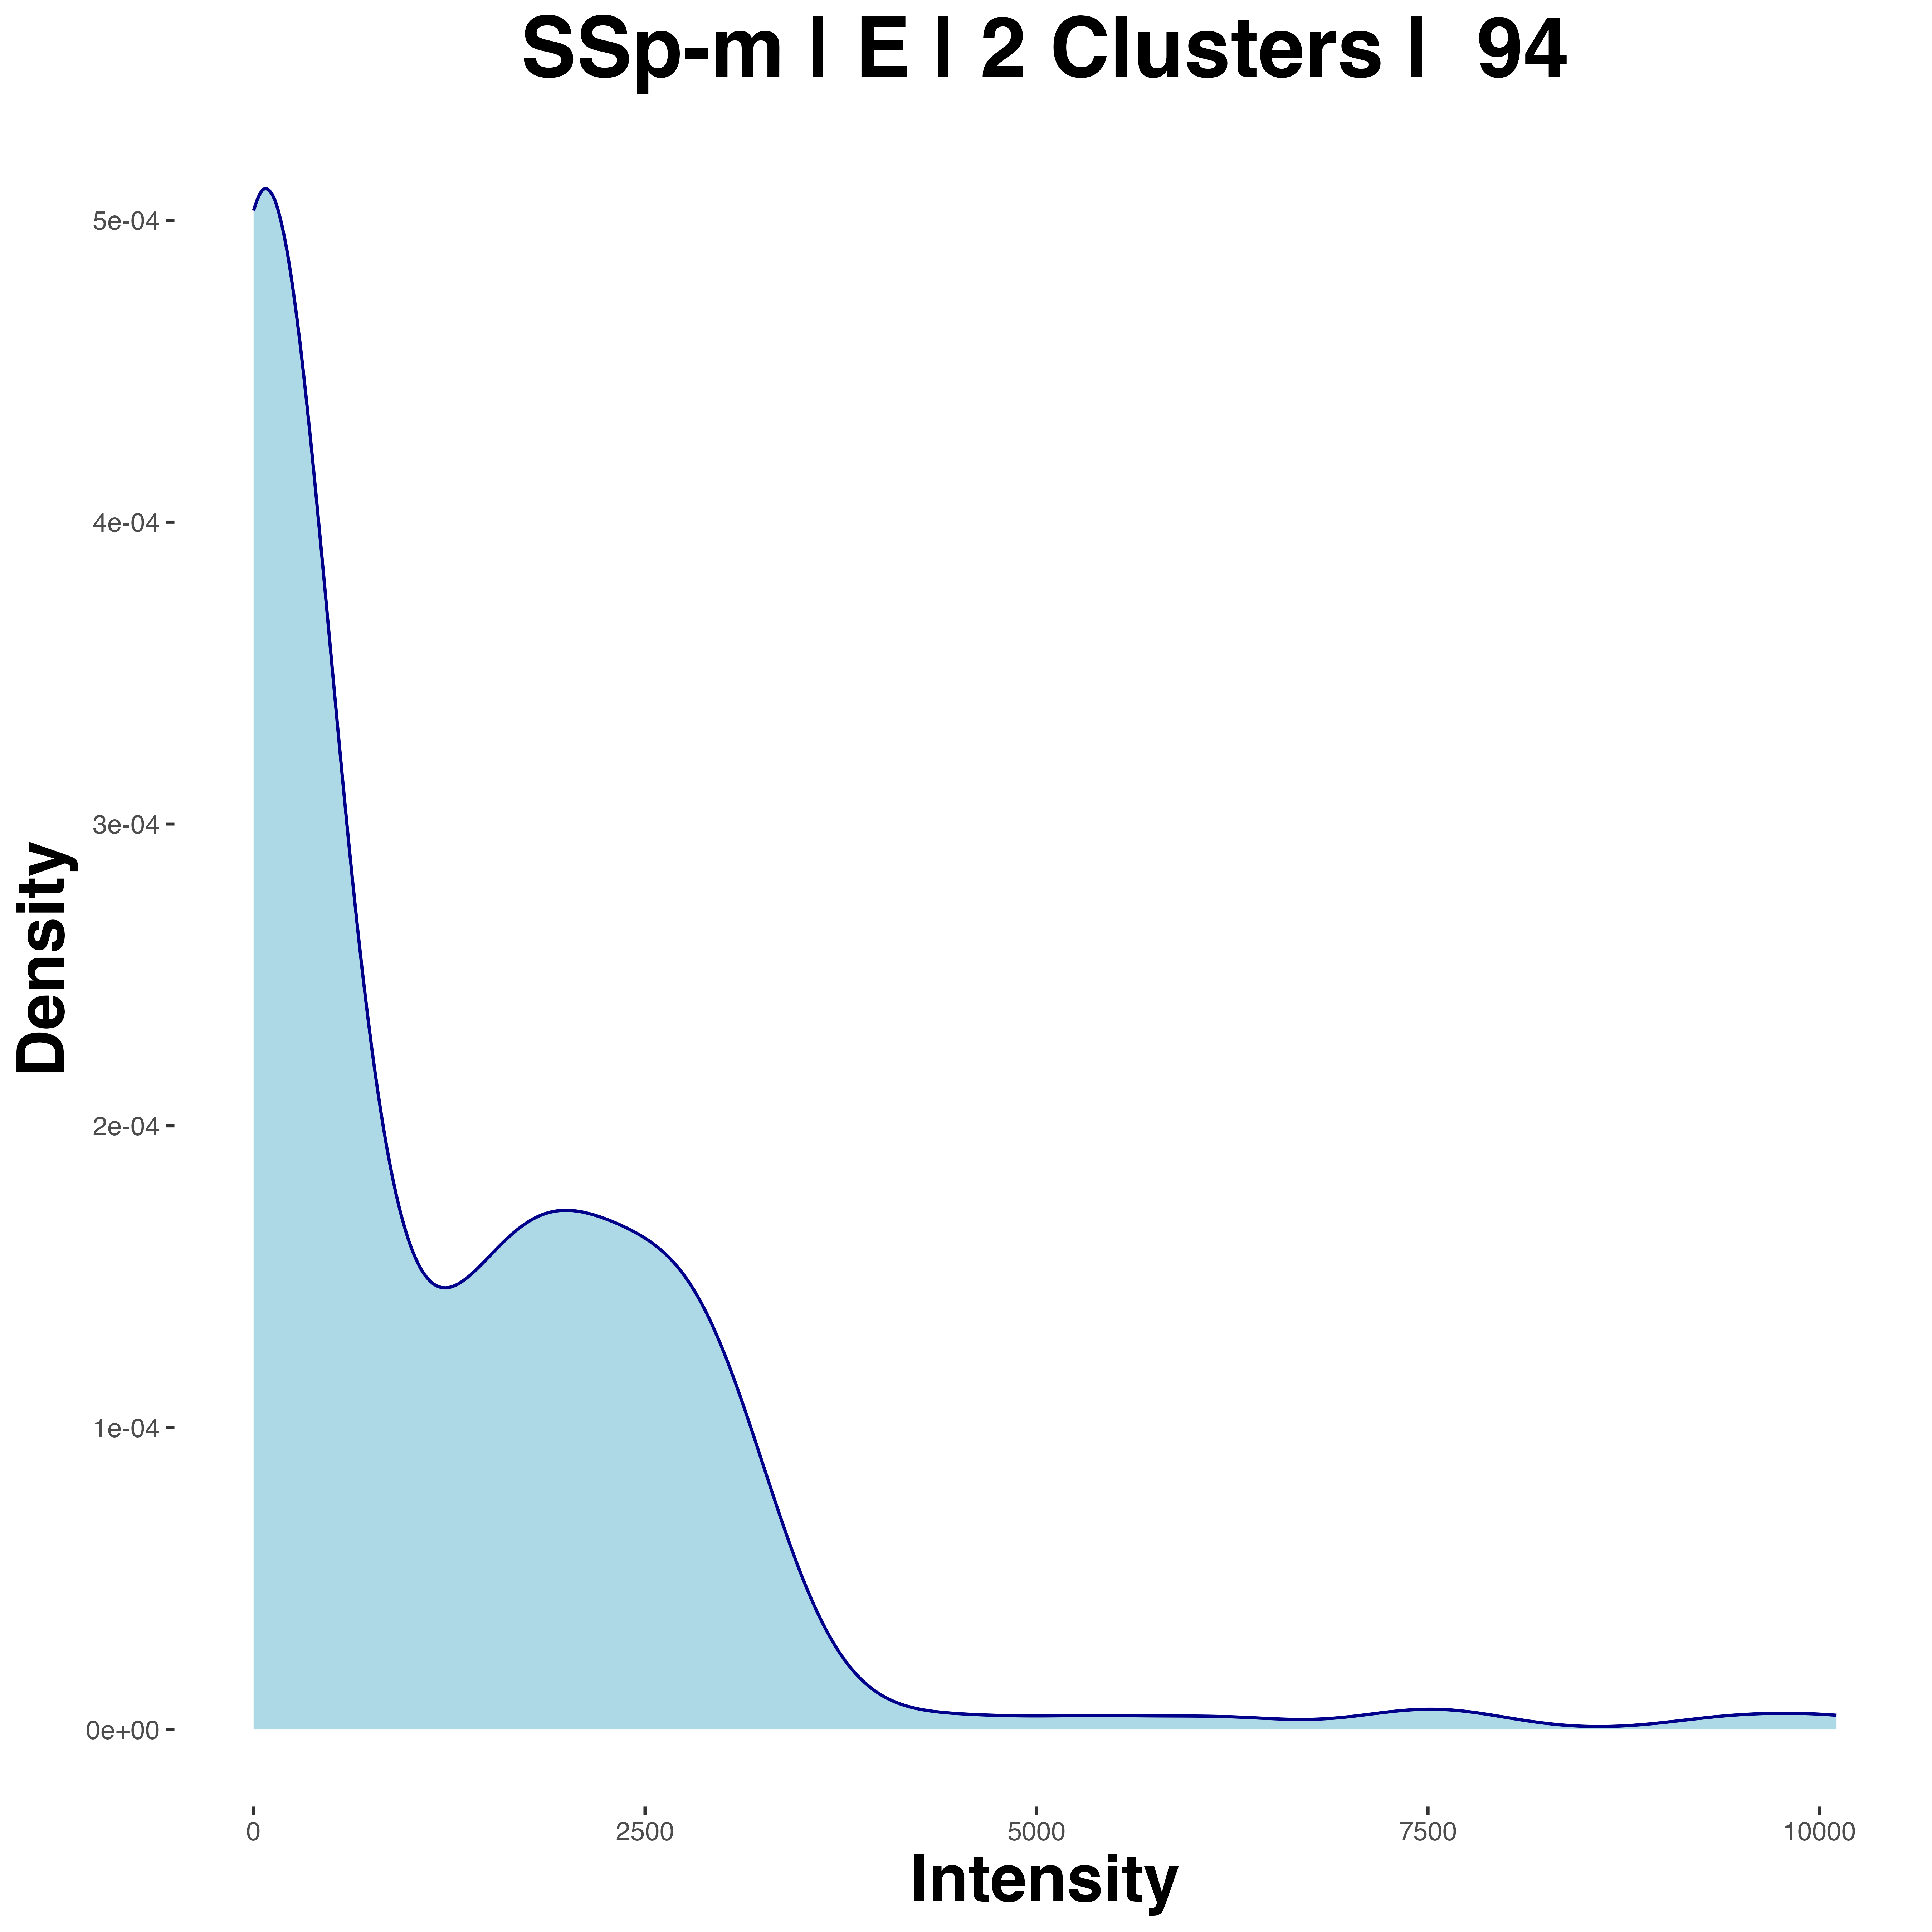 SSp-m | E | 2 Clusters | 94
5e-04
4e-04
3e-04
2e-04
1e-04
0e+00
Density
0 2500 5000 7500 10000
Intensity